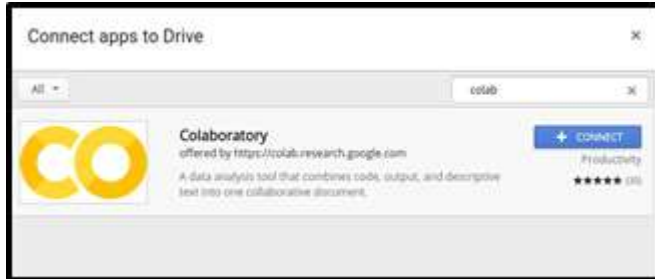 Connect apps to Drive ×
All
colab ×
CO
Colaboratory
offered by https://colab.research.google.com
A data analysis tool that combines code, output, and descriptive
text into one collaborative document.
+ CONNECT
Productivity
★★★★★